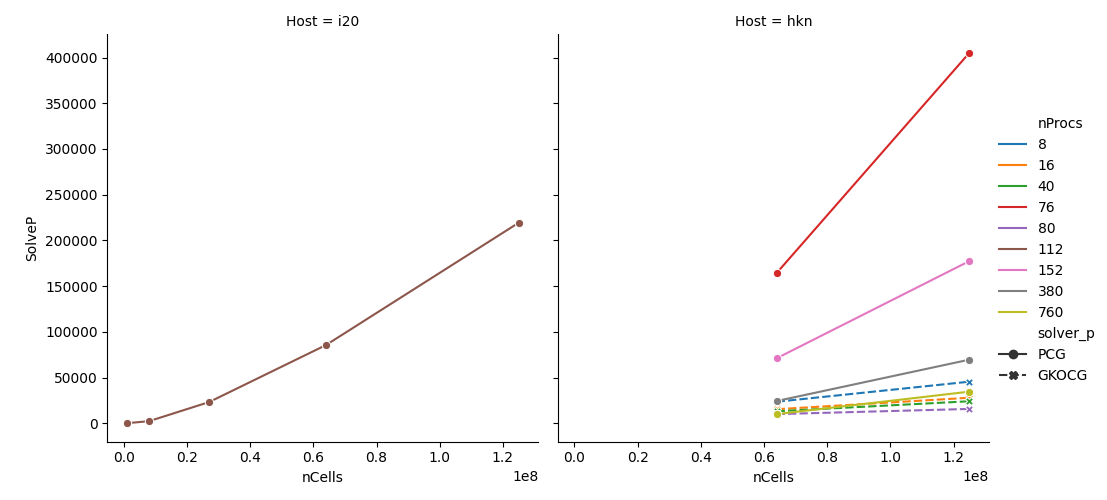 Host = i20
Host = hkn
SolveP
400000
350000
300000
250000
200000
150000
100000
50000
0
0.0 0.2 0.4 0.6 0.8 1.0 1.2
1e8
nCells
0.0 0.2 0.4 0.6 0.8 1.0 1.2
1e8
nCells
nProcs
8
16
40
76
80
112
152
380
760
solver_p
PCG
GKOCG